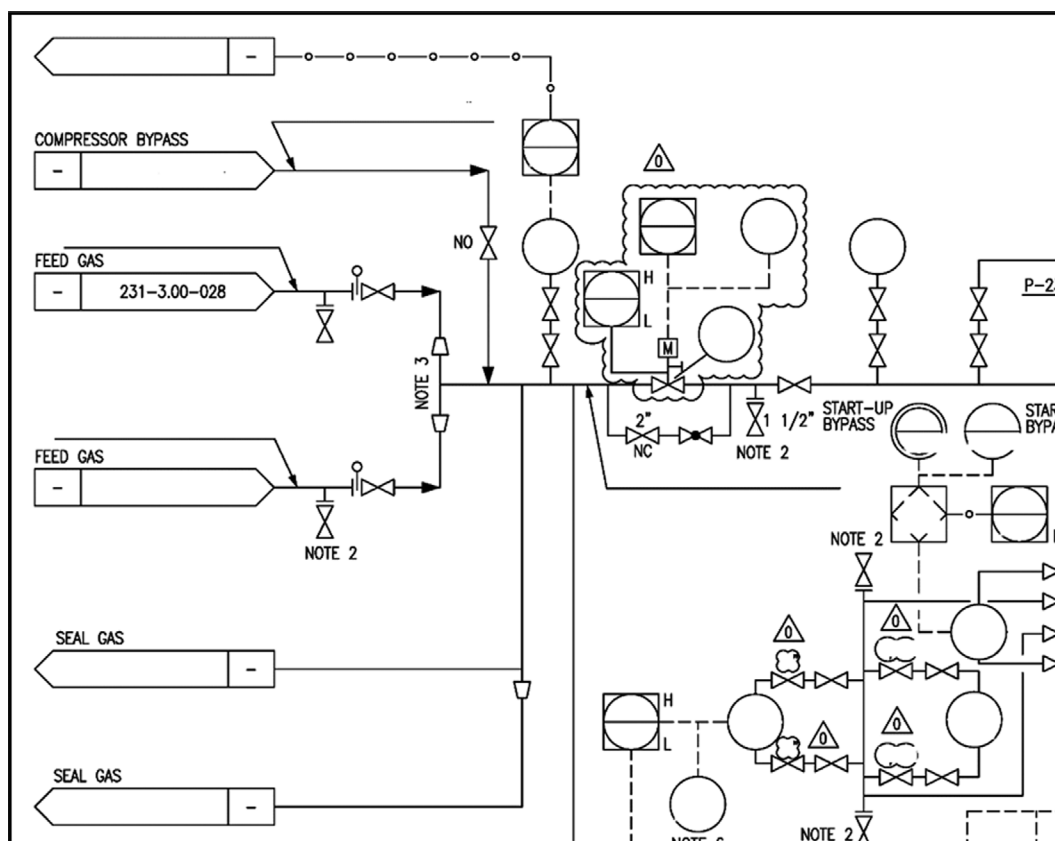 -
COMPRESSOR BYPASS
-
0
NO
FEED GAS
-
231-3.00-028
H
L
M
NOTE 3
2"
NC
1 1/2"
NOTE 2
START-UP
BYPASS
FEED GAS
-
NOTE 2
NOTE 2
SEAL GAS
-
0
0
H
L
0
0
SEAL GAS
-
NOTE 2